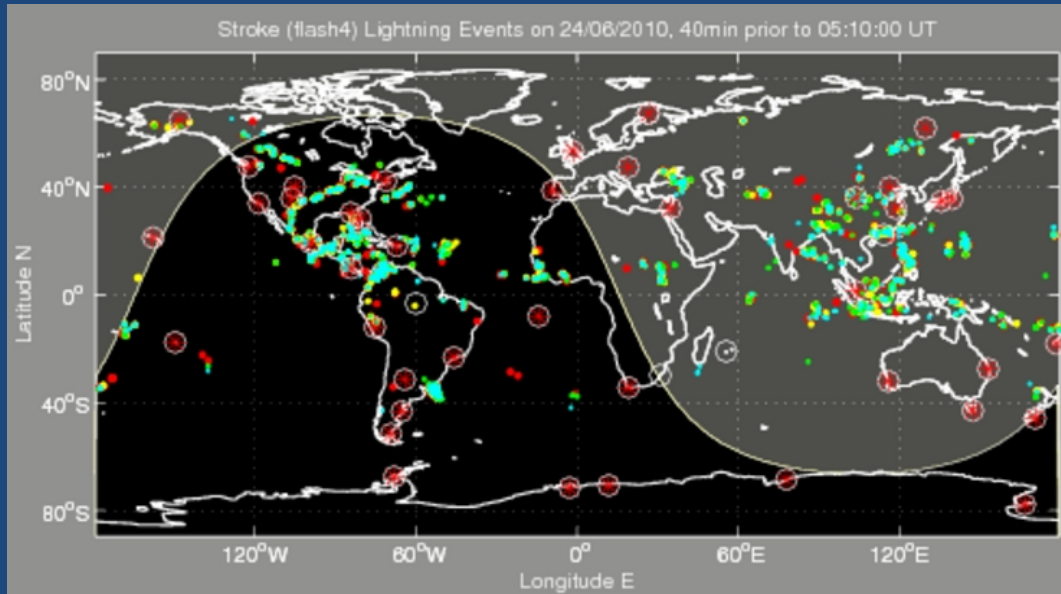 Stroke (flash4) Lightning Events on 24/06/2010, 40min prior to 05:10:00 UT
80°N
40°N
0°
40°S
80°S
Latitude N
120°W 60°W 0° 60°E 120°E
Longitude E